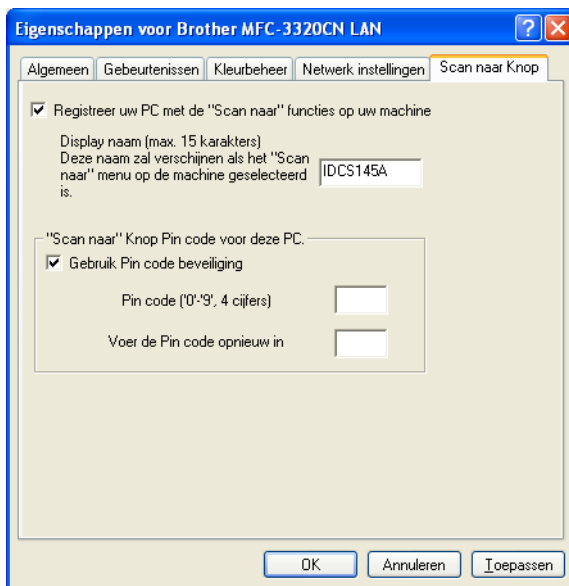 Eigenschappen voor Brother MFC-3320CN LAN
Algemeen Gebeurtenissen Kleurbeheer Netwerk instellingen Scan naar Knop
Registreer uw PC met de "Scan naar" functies op uw machine
Display naam (max. 15 karakters)
Deze naam zal verschijnen als het "Scan
naar" menu op de machine geselecteerd
is.
IDCS145A
"Scan naar" Knop Pin code voor deze PC.
Gebruik Pin code beveiliging
Pin code ('0'-'9', 4 cijfers)
Voer de Pin code opnieuw in
OK Annuleren Toepassen